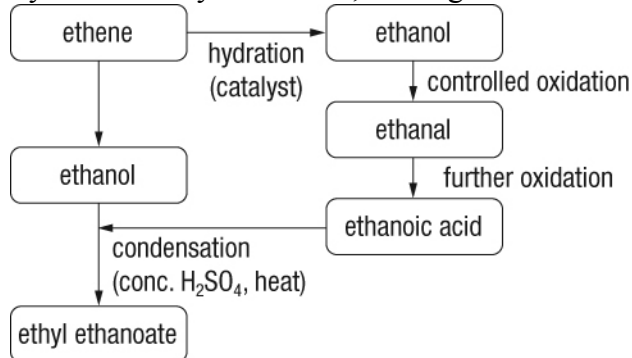 ethene
ethanol
hydration
(catalyst)
controlled oxidation
ethanal
ethanol
further oxidation
ethanoic acid
condensation
(conc. H₂SO₄, heat)
ethyl ethanoate